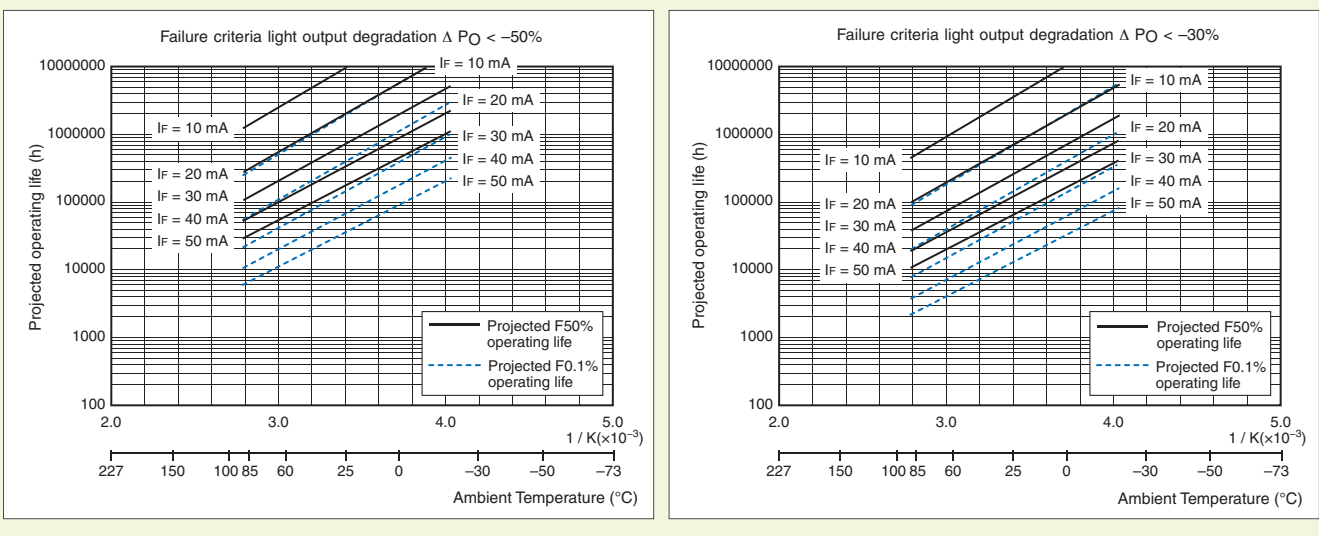 Failure criteria light output degradation Δ PO < –50%
Projected operating life (h)
10000000
1000000
100000
10000
1000
100
IF = 10 mA
IF = 20 mA
IF = 30 mA
IF = 40 mA
IF = 50 mA
IF = 10 mA
IF = 20 mA
IF = 30 mA
IF = 40 mA
IF = 50 mA
Projected F50%
operating life
Projected F0.1%
operating life
2.0 3.0 4.0 5.0
1 / K(×10⁻³)
227 150 100 85 60 25 0 –30 –50 –73
Ambient Temperature (°C)
Failure criteria light output degradation Δ PO < –30%
Projected operating life (h)
10000000
1000000
100000
10000
1000
100
IF = 10 mA
IF = 20 mA
IF = 30 mA
IF = 40 mA
IF = 50 mA
IF = 10 mA
IF = 20 mA
IF = 30 mA
IF = 40 mA
IF = 50 mA
Projected F50%
operating life
Projected F0.1%
operating life
2.0 3.0 4.0 5.0
1 / K(×10⁻³)
227 150 100 85 60 25 0 –30 –50 –73
Ambient Temperature (°C)